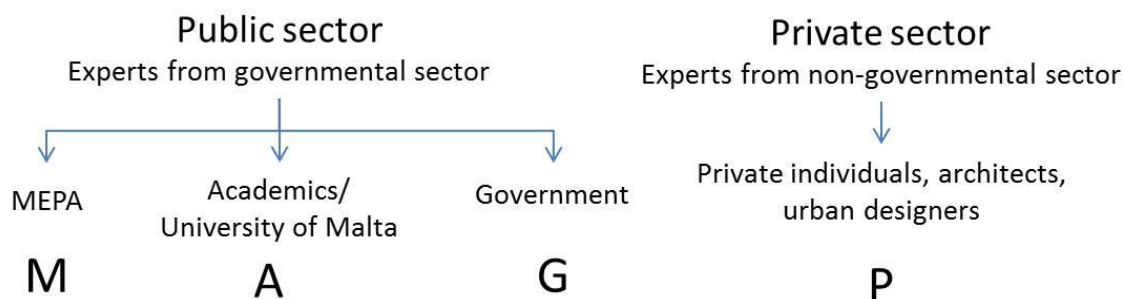 Public sector
Experts from governmental sector
MEPA
Academics/
University of Malta
Government
M
A
G
Private sector
Experts from non-governmental sector
Private individuals, architects,
urban designers
P